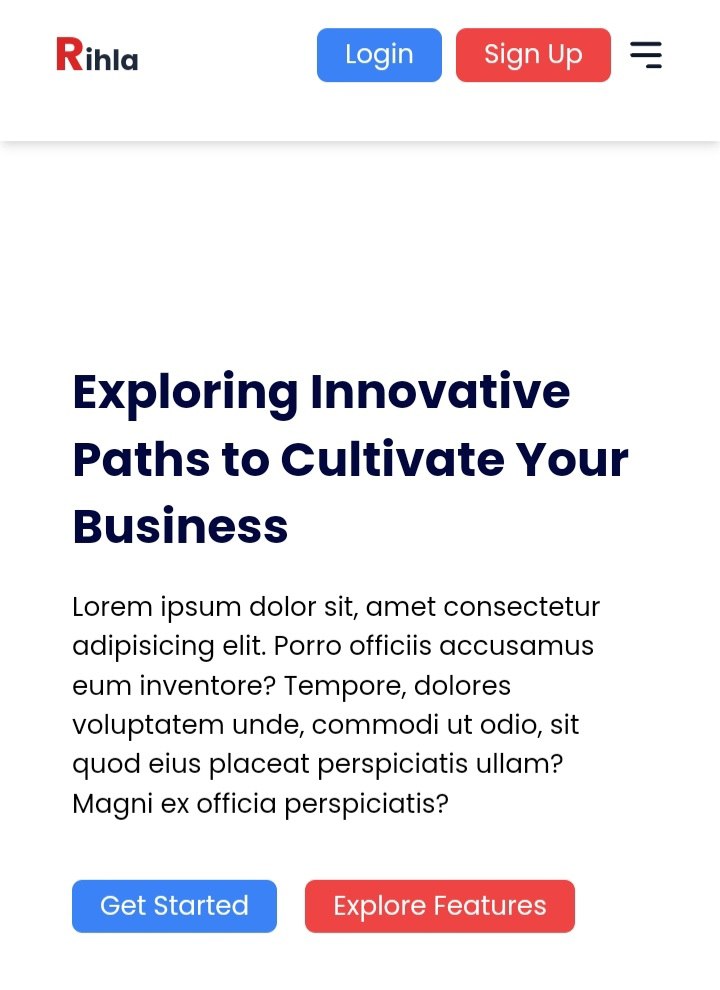 Rihla
Login
Sign Up
Exploring Innovative
Paths to Cultivate Your
Business
Lorem ipsum dolor sit, amet consectetur
adipisicing elit. Porro officiis accusamus
eum inventore? Tempore, dolores
voluptatem unde, commodi ut odio, sit
quod eius placeat perspiciatis ullam?
Magni ex officia perspiciatis?
Get Started
Explore Features